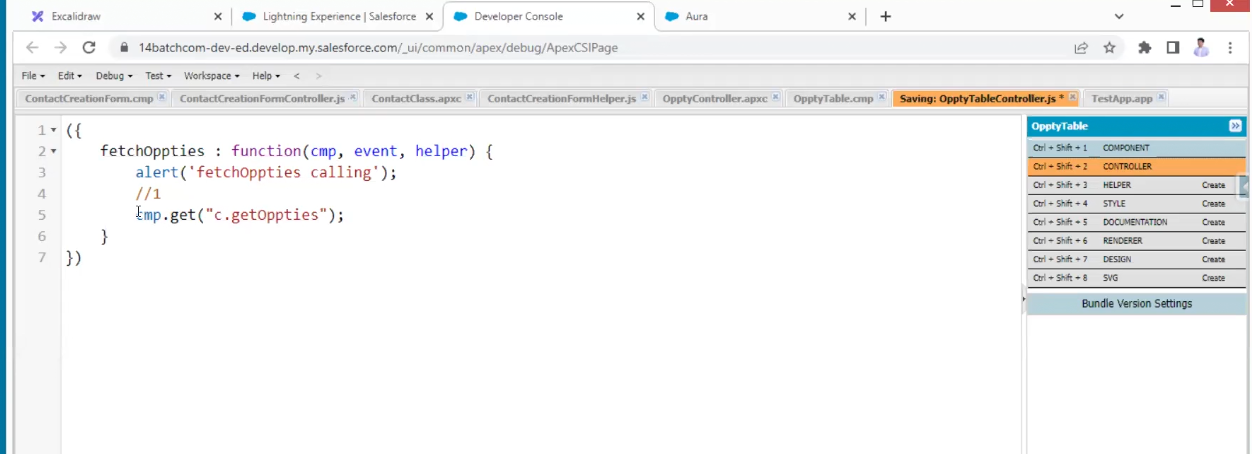 Excalidraw
Lightning Experience | Salesforce
Developer Console
Aura
14batchcom-dev-ed.develop.my.salesforce.com/_ui/common/apex/debug/ApexCSIPage
File Edit Debug Test Workspace Help < >
ContactCreationForm.cmp
ContactCreationFormController.js
ContactClass.apxc
ContactCreationFormHelper.js
OpptyController.apxc
OpptyTable.cmp
Saving: OpptyTableController.js *
TestApp.app
1 ({
2 fetchOppties : function(cmp, event, helper) {
3 alert('fetchOppties calling');
4 //1
5 cmp.get("c.getOppties");
6 }
7 })
OpptyTable
Ctrl + Shift + 1 COMPONENT
Ctrl + Shift + 2 CONTROLLER
Ctrl + Shift + 3 HELPER Create
Ctrl + Shift + 4 STYLE Create
Ctrl + Shift + 5 DOCUMENTATION Create
Ctrl + Shift + 6 RENDERER Create
Ctrl + Shift + 7 DESIGN Create
Ctrl + Shift + 8 SVG Create
Bundle Version Settings